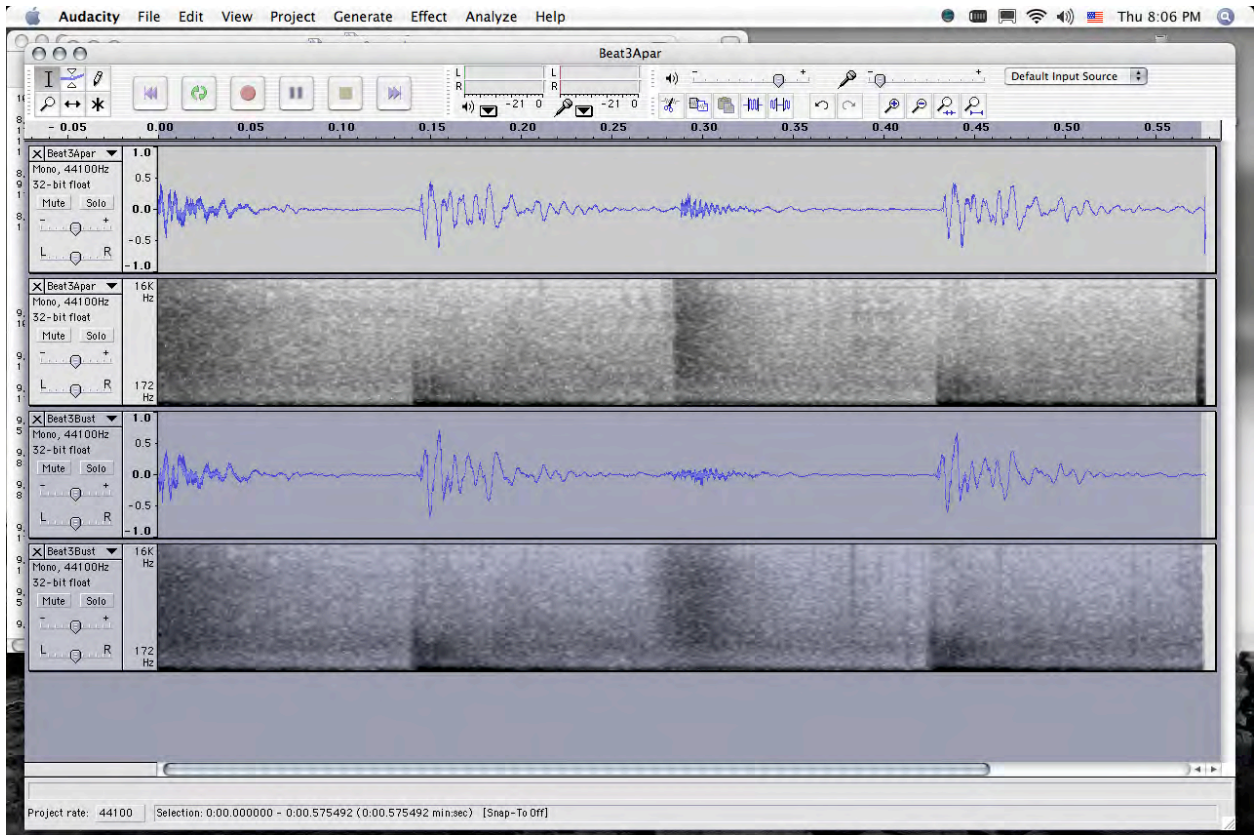 Audacity File Edit View Project Generate Effect Analyze Help Thu 8:06 PM
Beat3Apar
L L
R R
-21 0 -21 0
Default Input Source
- 0.05 0.00 0.05 0.10 0.15 0.20 0.25 0.30 0.35 0.40 0.45 0.50 0.55
Beat3Apar
Mono, 44100Hz
32-bit float
Mute Solo
- +
L R
1.0
0.5
0.0
-0.5
-1.0
Beat3Apar
Mono, 44100Hz
32-bit float
Mute Solo
- +
L R
16K
Hz
172
Hz
Beat3Bust
Mono, 44100Hz
32-bit float
Mute Solo
- +
L R
1.0
0.5
0.0
-0.5
-1.0
Beat3Bust
Mono, 44100Hz
32-bit float
Mute Solo
- +
L R
16K
Hz
172
Hz
Project rate: 44100 Selection: 0:00.000000 - 0:00.575492 (0:00.575492 min:sec) [Snap-To Off]